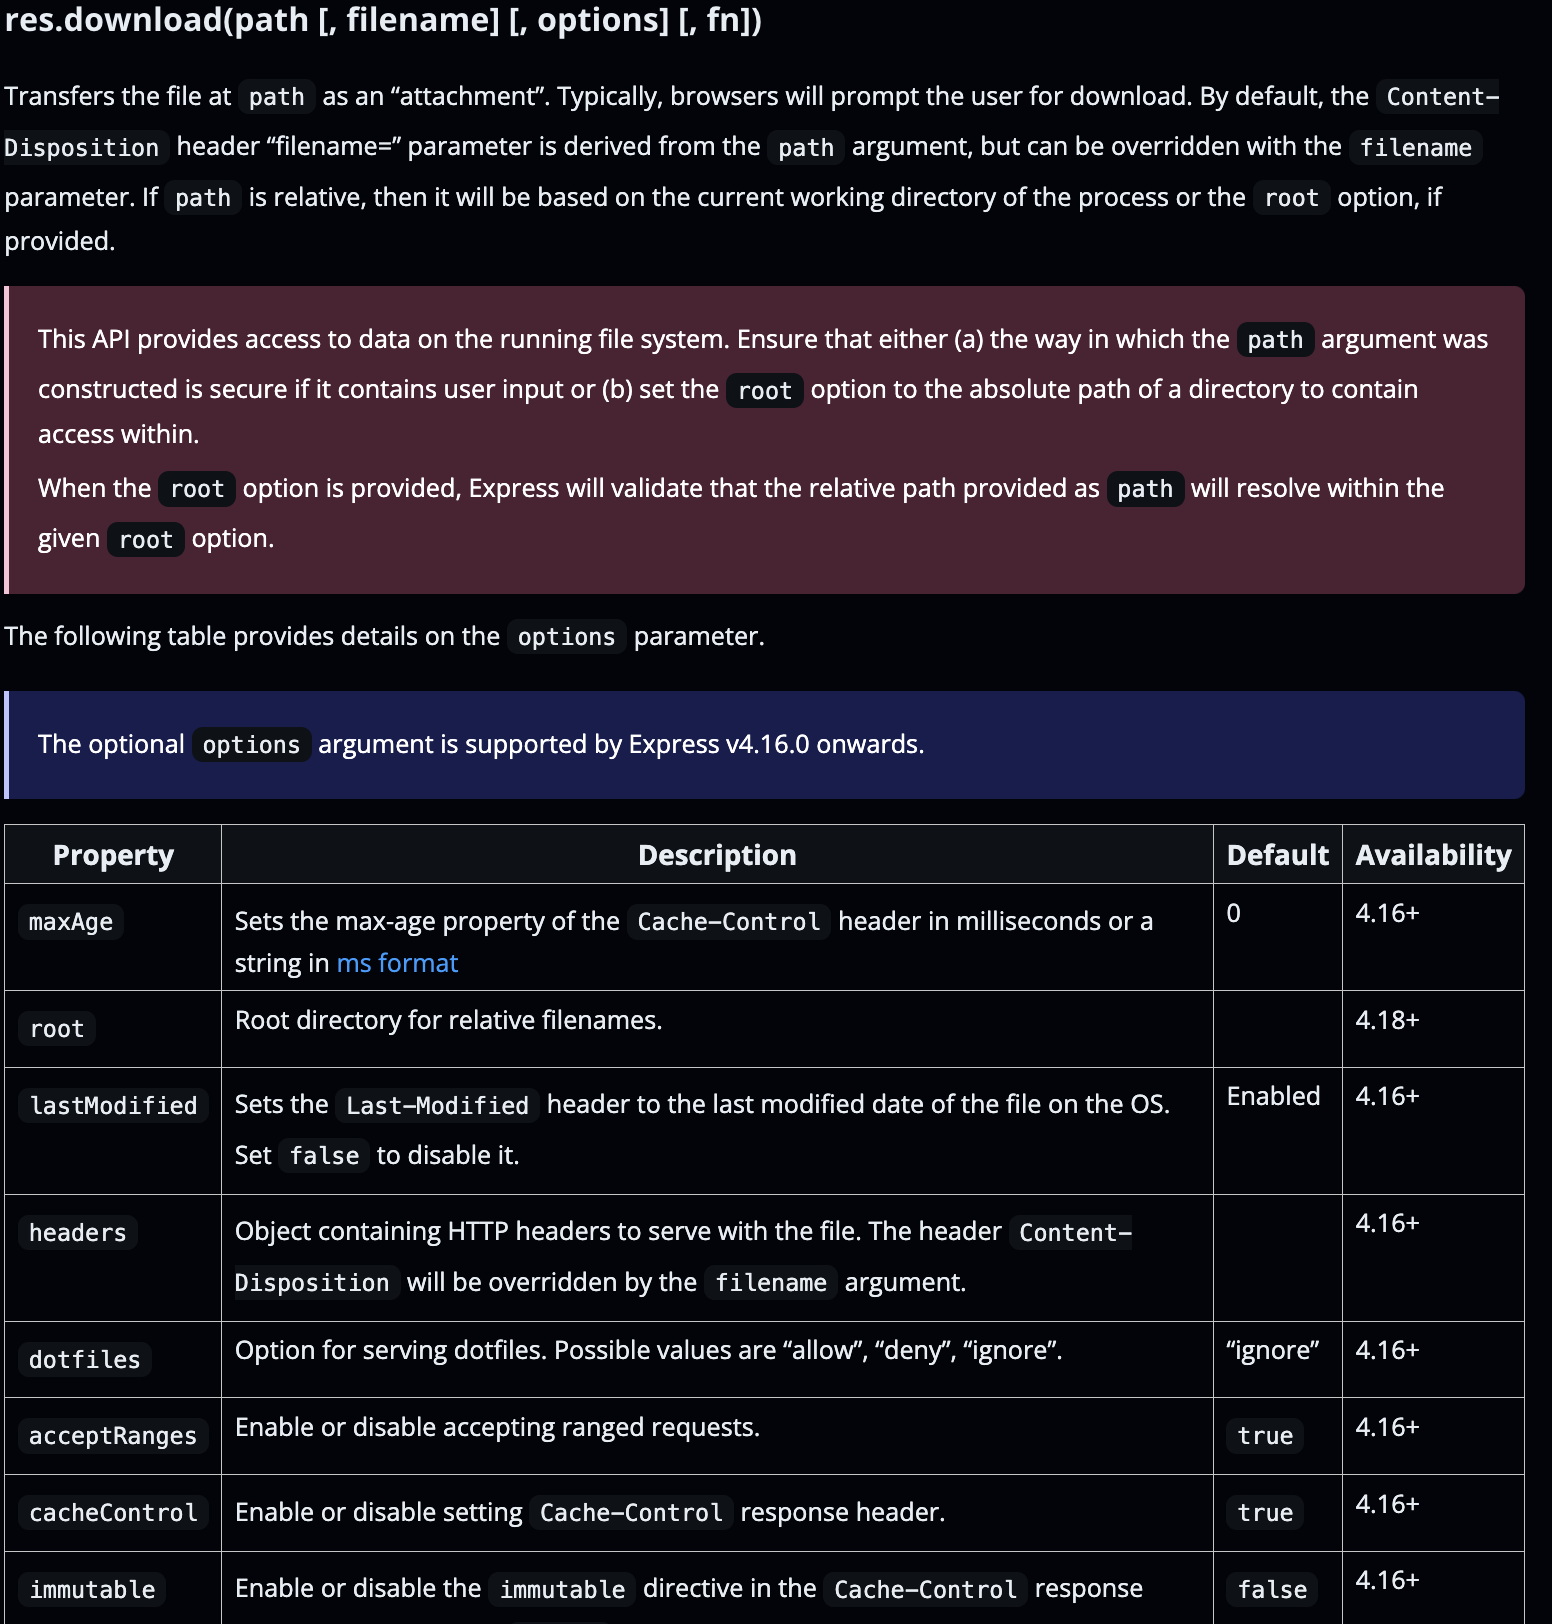 res.download(path [, filename] [, options] [, fn])
Transfers the file at path as an “attachment”. Typically, browsers will prompt the user for download. By default, the Content-
Disposition header “filename=” parameter is derived from the path argument, but can be overridden with the filename
parameter. If path is relative, then it will be based on the current working directory of the process or the root option, if
provided.
This API provides access to data on the running file system. Ensure that either (a) the way in which the path argument was
constructed is secure if it contains user input or (b) set the root option to the absolute path of a directory to contain
access within.
When the root option is provided, Express will validate that the relative path provided as path will resolve within the
given root option.
The following table provides details on the options parameter.
The optional options argument is supported by Express v4.16.0 onwards.
Property Description Default Availability
maxAge Sets the max-age property of the Cache-Control header in milliseconds or a 0 4.16+
string in ms format
root Root directory for relative filenames. 4.18+
lastModified Sets the Last-Modified header to the last modified date of the file on the OS. Enabled 4.16+
Set false to disable it.
headers Object containing HTTP headers to serve with the file. The header Content- 4.16+
Disposition will be overridden by the filename argument.
dotfiles Option for serving dotfiles. Possible values are “allow”, “deny”, “ignore”. “ignore” 4.16+
acceptRanges Enable or disable accepting ranged requests. true 4.16+
cacheControl Enable or disable setting Cache-Control response header. true 4.16+
immutable Enable or disable the immutable directive in the Cache-Control response false 4.16+